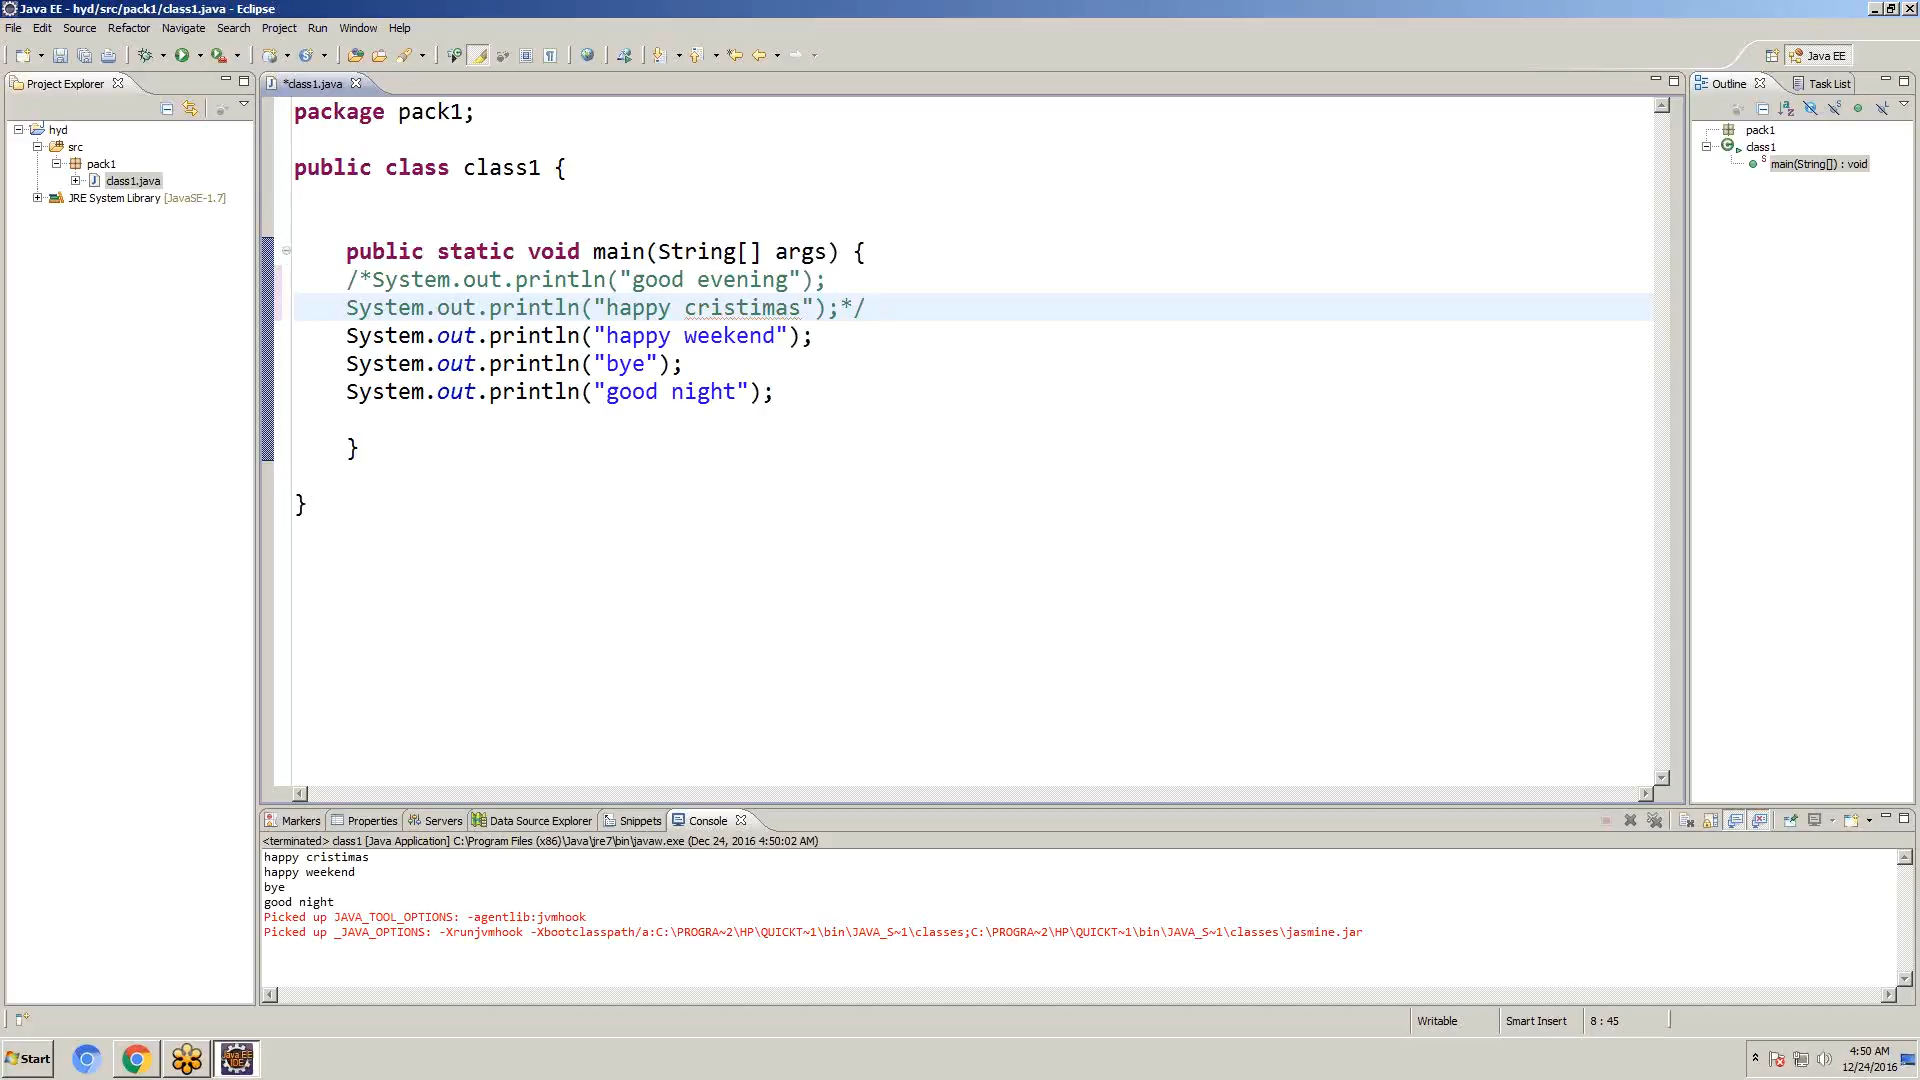 Java EE - hyd/src/pack1/class1.java - Eclipse
File Edit Source Refactor Navigate Search Project Run Window Help
Java EE
Project Explorer
*class1.java
Outline
Task List
hyd
src
pack1
class1.java
JRE System Library [JavaSE-1.7]
package pack1;
public class class1 {
public static void main(String[] args) {
/*System.out.println("good evening");
System.out.println("happy cristimas");*/
System.out.println("happy weekend");
System.out.println("bye");
System.out.println("good night");
}
}
pack1
class1
main(String[]) : void
Markers Properties Servers Data Source Explorer Snippets Console
<terminated> class1 [Java Application] C:\Program Files (x86)\Java\jre7\bin\javaw.exe (Dec 24, 2016 4:50:02 AM)
happy cristimas
happy weekend
bye
good night
Picked up JAVA_TOOL_OPTIONS: -agentlib:jvmhook
Picked up _JAVA_OPTIONS: -Xrunjvmhook -Xbootclasspath/a:C:\PROGRA~2\HP\QUICKT~1\bin\JAVA_S~1\classes;C:\PROGRA~2\HP\QUICKT~1\bin\JAVA_S~1\classes\jasmine.jar
Writable Smart Insert 8 : 45
Start
Java EE
IDE
4:50 AM
12/24/2016